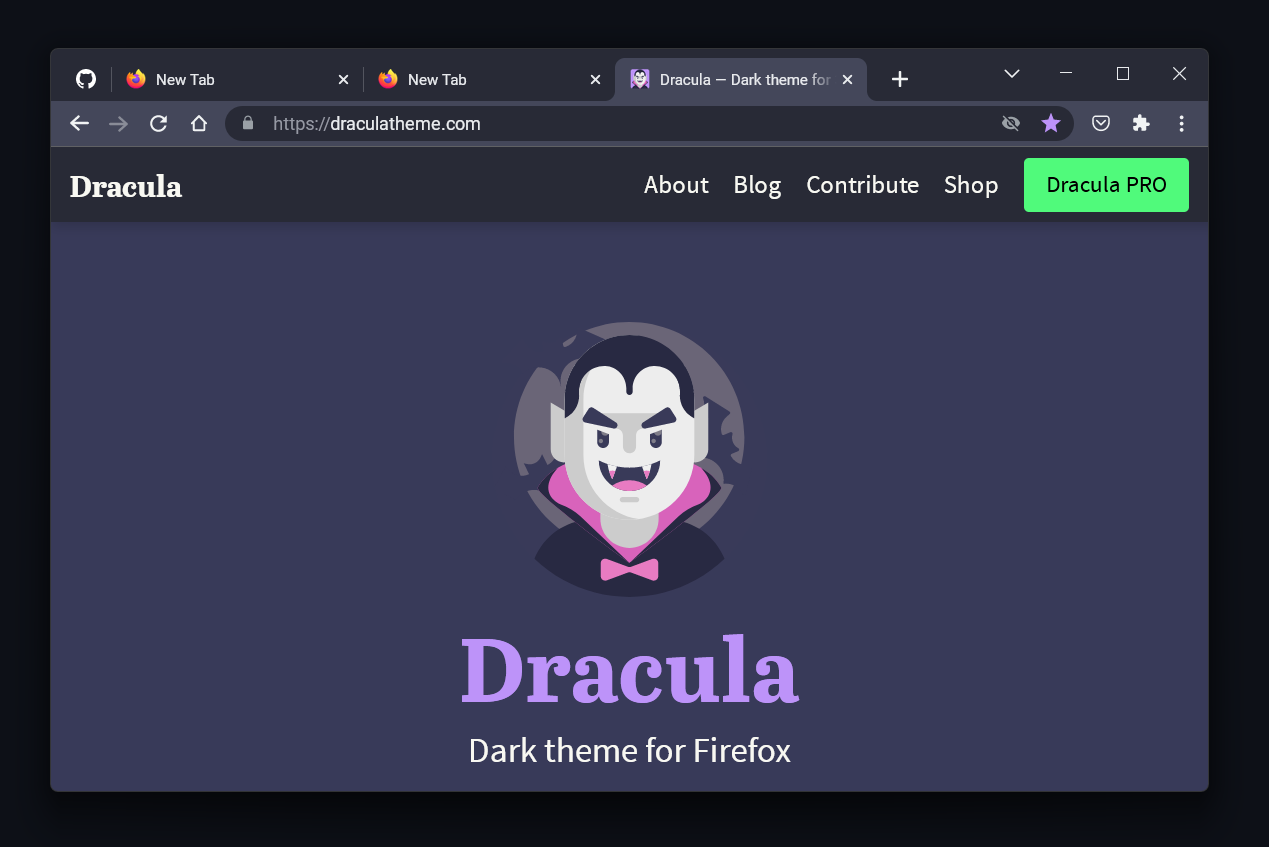 New Tab
New Tab
Dracula — Dark theme for
https://draculatheme.com
Dracula
About
Blog
Contribute
Shop
Dracula PRO
Dracula
Dark theme for Firefox